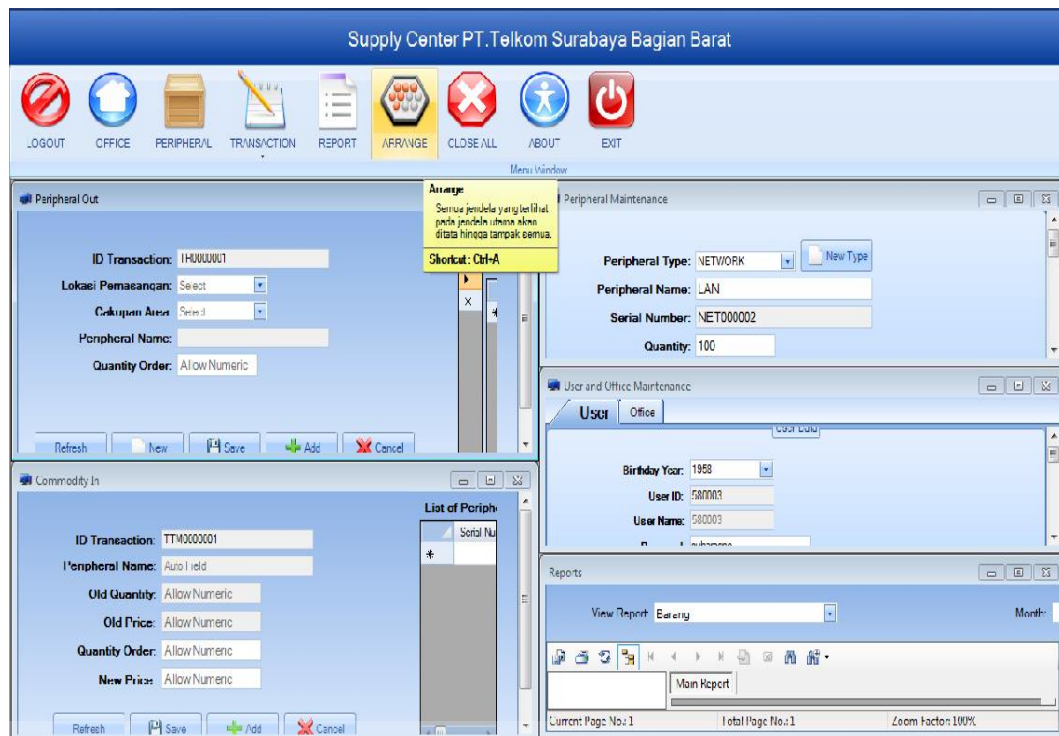 Supply Center PT.Telkom Surabaya Bagian Barat
LOGOUT OFFICE PERIPHERAL TRANSACTION REPORT ARRANGE CLOSE ALL ABOUT EXIT
Menu Window
Peripheral Out
ID Transaction:
Lokasi Pemasangan: Select
Cakupan Area: Select
Peripheral Name:
Quantity Order: Allow Numeric
Refresh New Save Add Cancel
Arrange
Semua jendela yang terlihat
pada jendela utama akan
ditata hingga tampak semua.
Shortcut: Ctrl+A
Peripheral Maintenance
Peripheral Type: NETWORK New Type
Peripheral Name: LAN
Serial Number: NET000002
Quantity: 100
User and Office Maintenance
User Office
Birthday Year: 1958
User ID: 580003
User Name: 580003
Commodity In
List of Periphe
Serial Nu
ID Transaction: TTM0000001
Peripheral Name: Auto Field
Old Quantity: Allow Numeric
Old Price: Allow Numeric
Quantity Order: Allow Numeric
New Price: Allow Numeric
Refresh Save Add Cancel
Reports
View Report: Barang Month:
Main Report
Current Page No.: 1 Total Page No.: 1 Zoom Factor: 100%